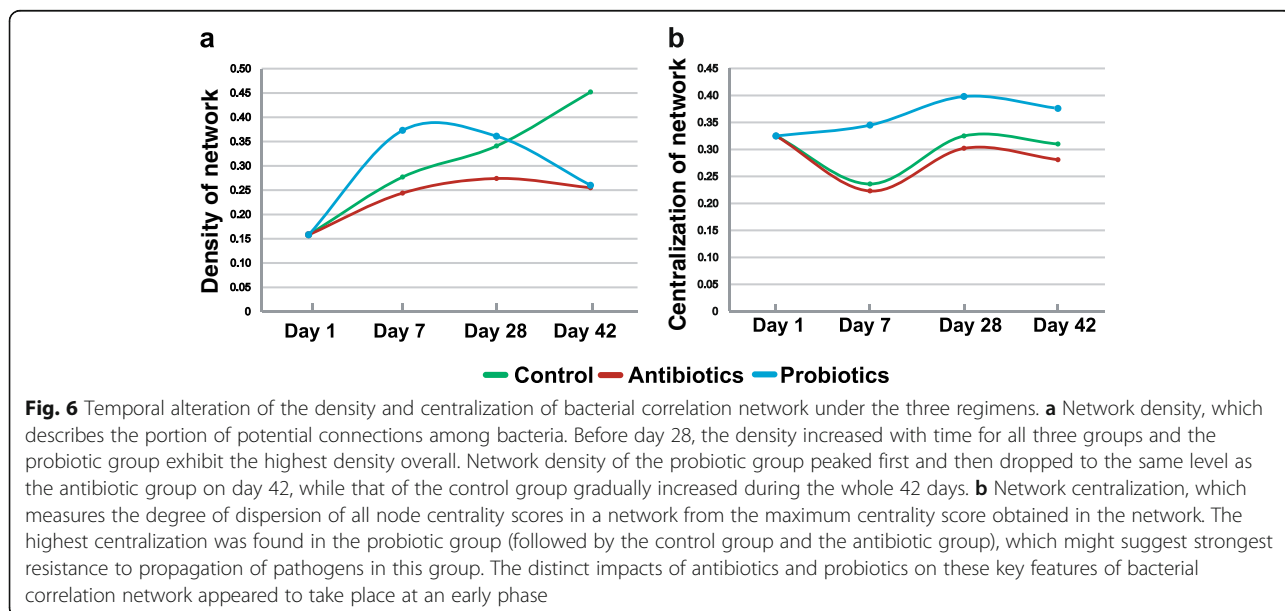 a
b
Density of network
0.50
0.45
0.40
0.35
0.30
0.25
0.20
0.15
0.10
0.05
0
Day 1 Day 7 Day 28 Day 42
Centralization of network
0.45
0.40
0.35
0.30
0.25
0.20
0.15
0.10
0.05
0
Day 1 Day 7 Day 28 Day 42
Control Antibiotics Probiotics
Fig. 6 Temporal alteration of the density and centralization of bacterial correlation network under the three regimens. a Network density, which
describes the portion of potential connections among bacteria. Before day 28, the density increased with time for all three groups and the
probiotic group exhibit the highest density overall. Network density of the probiotic group peaked first and then dropped to the same level as
the antibiotic group on day 42, while that of the control group gradually increased during the whole 42 days. b Network centralization, which
measures the degree of dispersion of all node centrality scores in a network from the maximum centrality score obtained in the network. The
highest centralization was found in the probiotic group (followed by the control group and the antibiotic group), which might suggest strongest
resistance to propagation of pathogens in this group. The distinct impacts of antibiotics and probiotics on these key features of bacterial
correlation network appeared to take place at an early phase